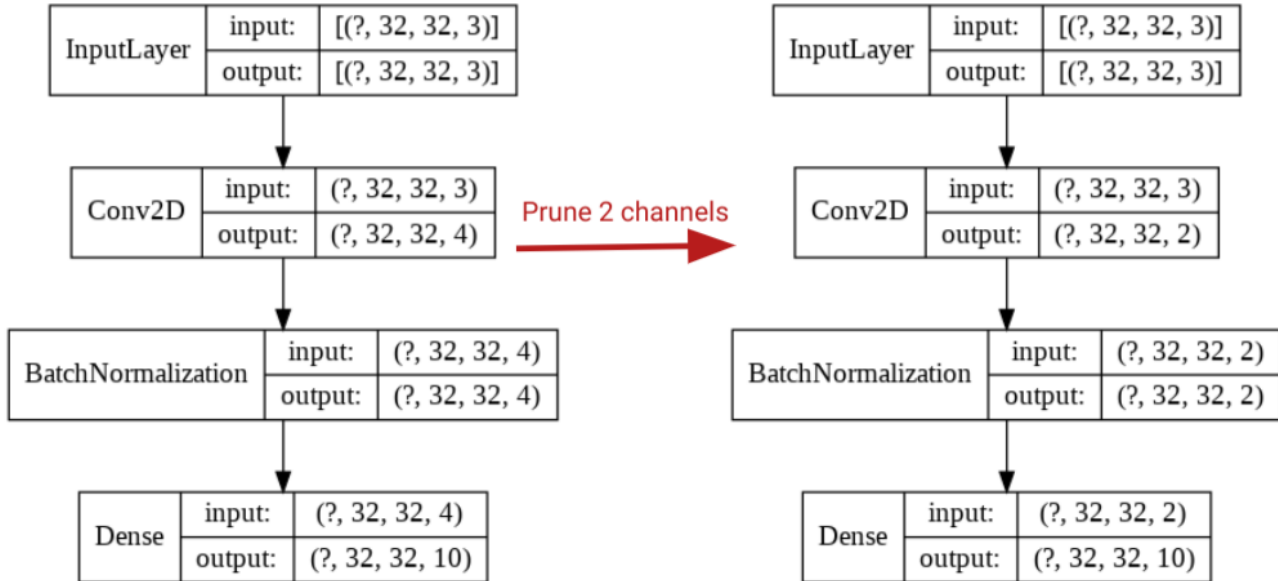 InputLayer
input: [(?, 32, 32, 3)]
output: [(?, 32, 32, 3)]
Conv2D
input: (?, 32, 32, 3)
output: (?, 32, 32, 4)
BatchNormalization
input: (?, 32, 32, 4)
output: (?, 32, 32, 4)
Dense
input: (?, 32, 32, 4)
output: (?, 32, 32, 10)
Prune 2 channels
InputLayer
input: [(?, 32, 32, 3)]
output: [(?, 32, 32, 3)]
Conv2D
input: (?, 32, 32, 3)
output: (?, 32, 32, 2)
BatchNormalization
input: (?, 32, 32, 2)
output: (?, 32, 32, 2)
Dense
input: (?, 32, 32, 2)
output: (?, 32, 32, 10)